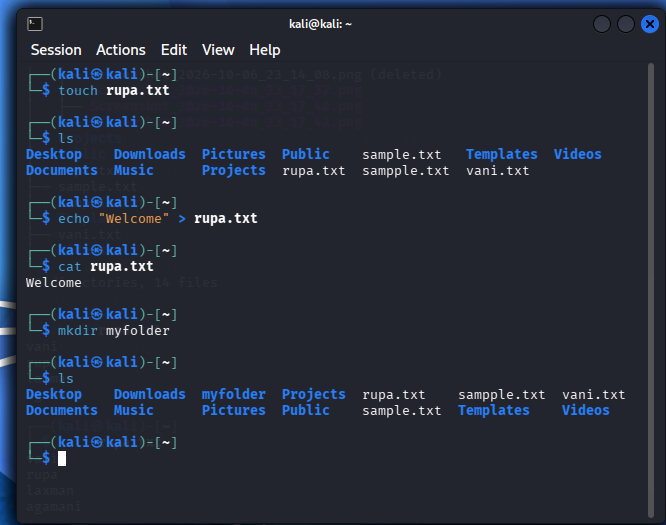 kali@kali: ~
Session Actions Edit View Help
┌──(kali㉿kali)-[~]
└─$ touch rupa.txt
┌──(kali㉿kali)-[~]
└─$ ls
Desktop Downloads Pictures Public sample.txt Templates Videos
Documents Music Projects rupa.txt sampple.txt vani.txt
┌──(kali㉿kali)-[~]
└─$ echo "Welcome" > rupa.txt
┌──(kali㉿kali)-[~]
└─$ cat rupa.txt
Welcome
┌──(kali㉿kali)-[~]
└─$ mkdir myfolder
┌──(kali㉿kali)-[~]
└─$ ls
Desktop Downloads myfolder Projects rupa.txt sampple.txt vani.txt
Documents Music Pictures Public sample.txt Templates Videos
┌──(kali㉿kali)-[~]
└─$
rupa
laxman
agamani